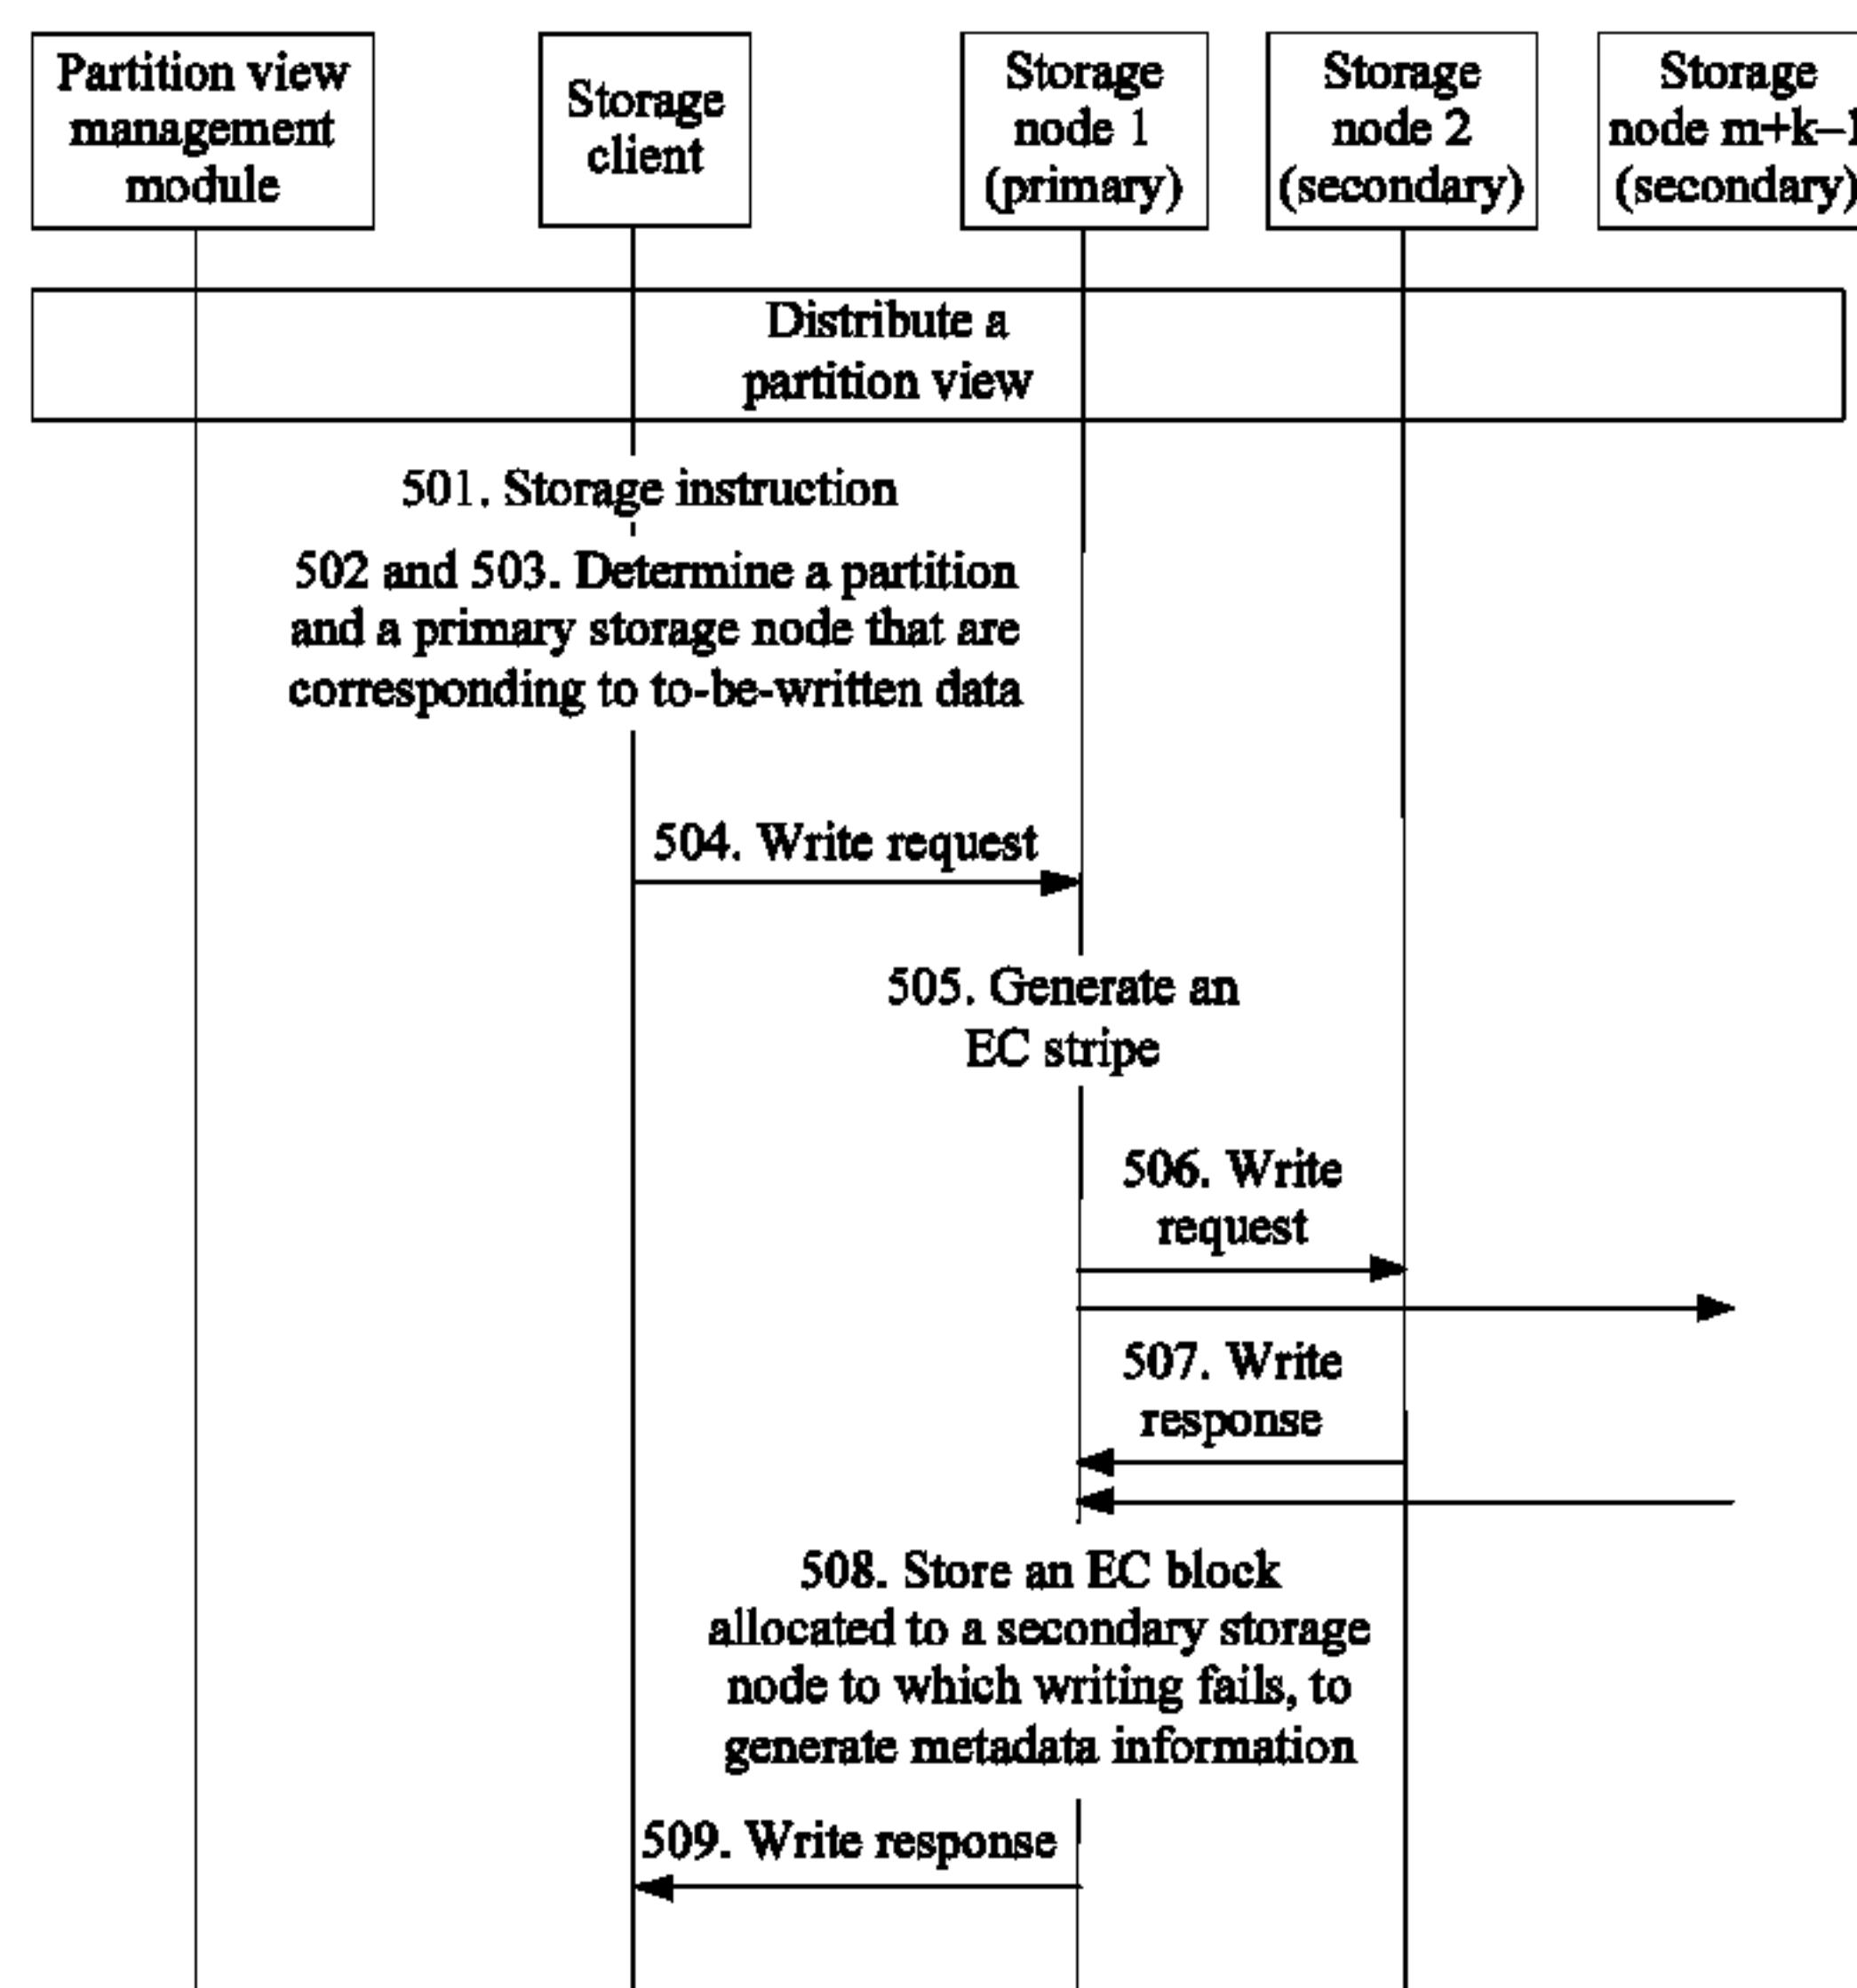 Partition view
management
module
Storage
client
Storage
node 1
(primary)
Storage
node 2
(secondary)
Storage
node m+k–1
(secondary)
Distribute a
partition view
501. Storage instruction
502 and 503. Determine a partition
and a primary storage node that are
corresponding to to-be-written data
504. Write request
505. Generate an
EC stripe
506. Write
request
507. Write
response
508. Store an EC block
allocated to a secondary storage
node to which writing fails, to
generate metadata information
509. Write response